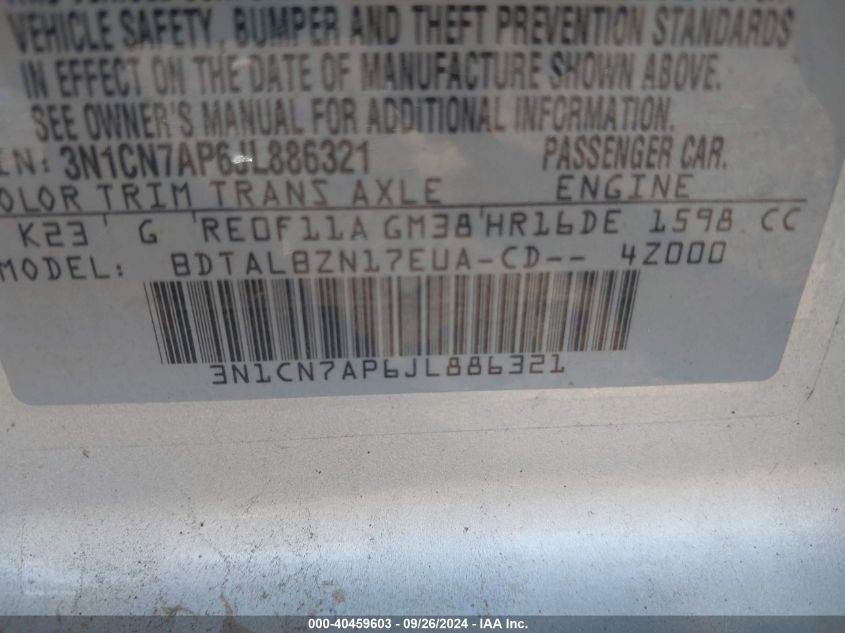 VEHICLE SAFETY, BUMPER AND THEFT PREVENTION STANDARDS
IN EFFECT ON THE DATE OF MANUFACTURE SHOWN ABOVE.
SEE OWNER'S MANUAL FOR ADDITIONAL INFORMATION.
N: 3N1CN7AP6JL886321 PASSENGER CAR.
OLOR TRIM TRANS AXLE ENGINE
K23 G RE0F11A GM38 HR16DE 1598 CC
MODEL: BDTALBZN17EUA-CD-- 4Z000
3N1CN7AP6JL886321
000-40459603 - 09/26/2024 - IAA Inc.